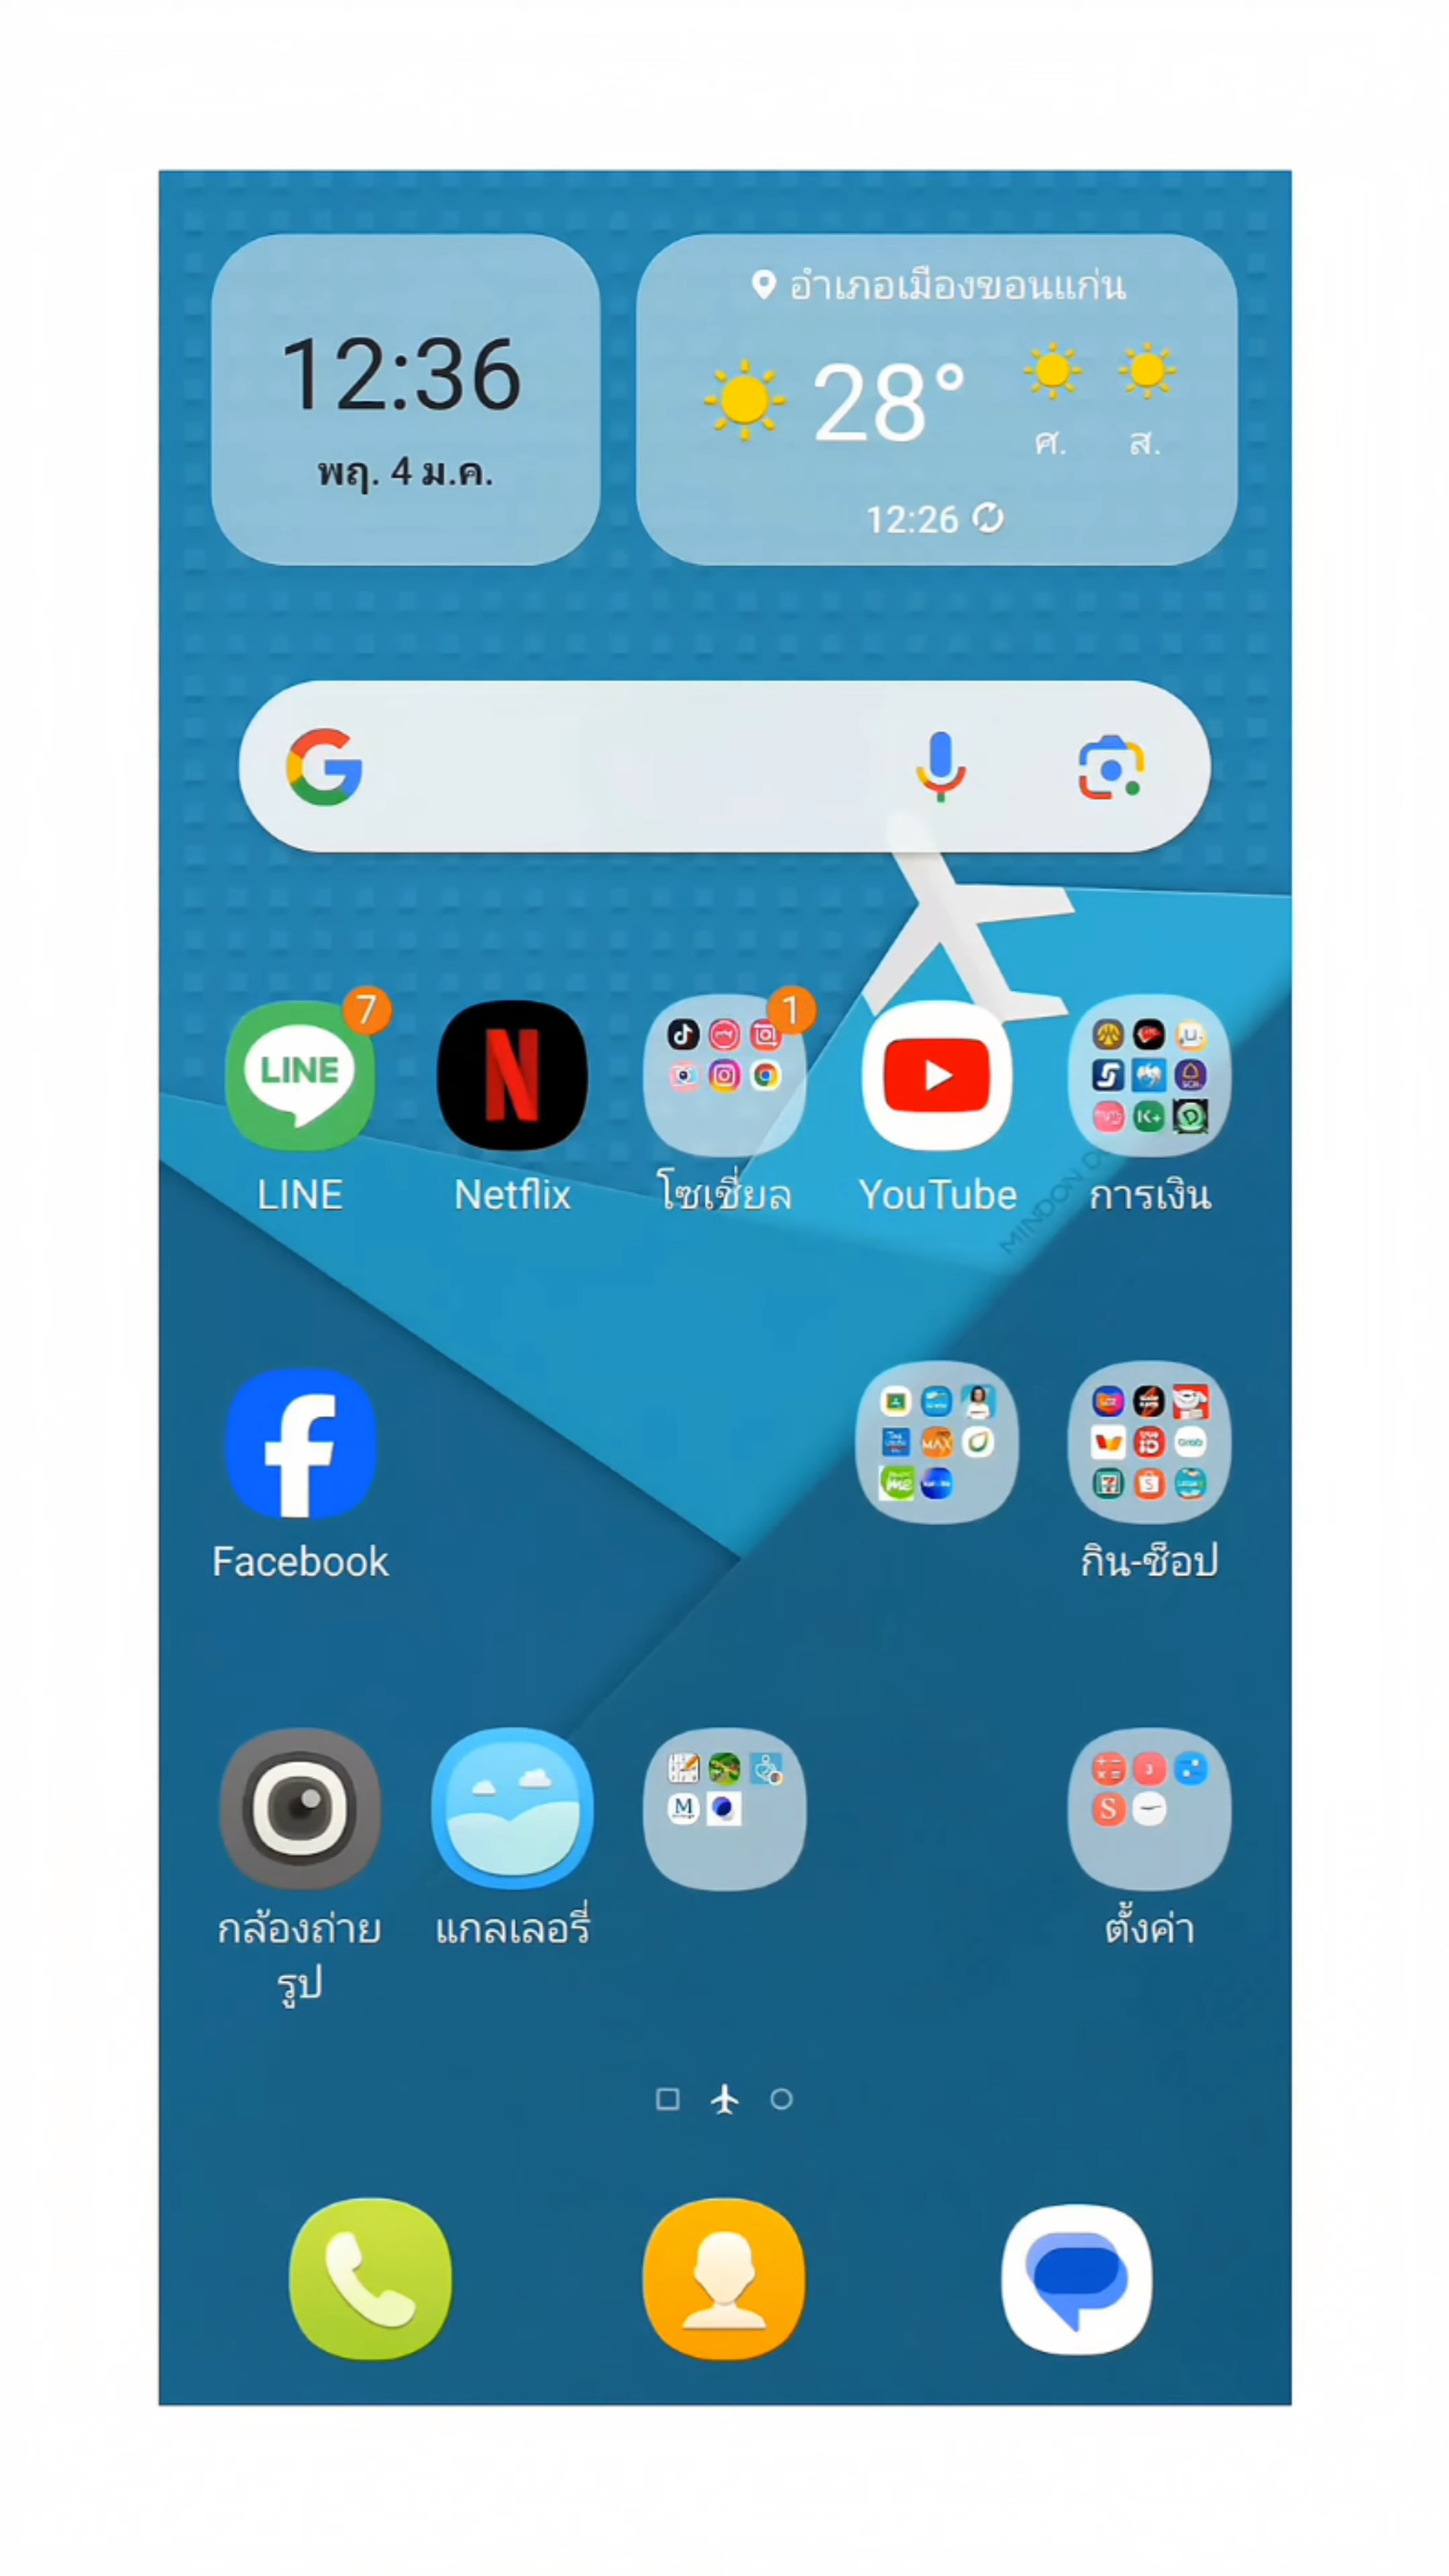 12:36
พฤ. 4 ม.ค.
อำเภอเมืองขอนแก่น
28°
ศ. ส.
12:26
7
1
LINE
LINE Netflix โซเชี่ยล YouTube การเงิน
MINDON D
Facebook กิน-ช็อป
กล้องถ่าย
รูป
แกลเลอรี่
ตั้งค่า